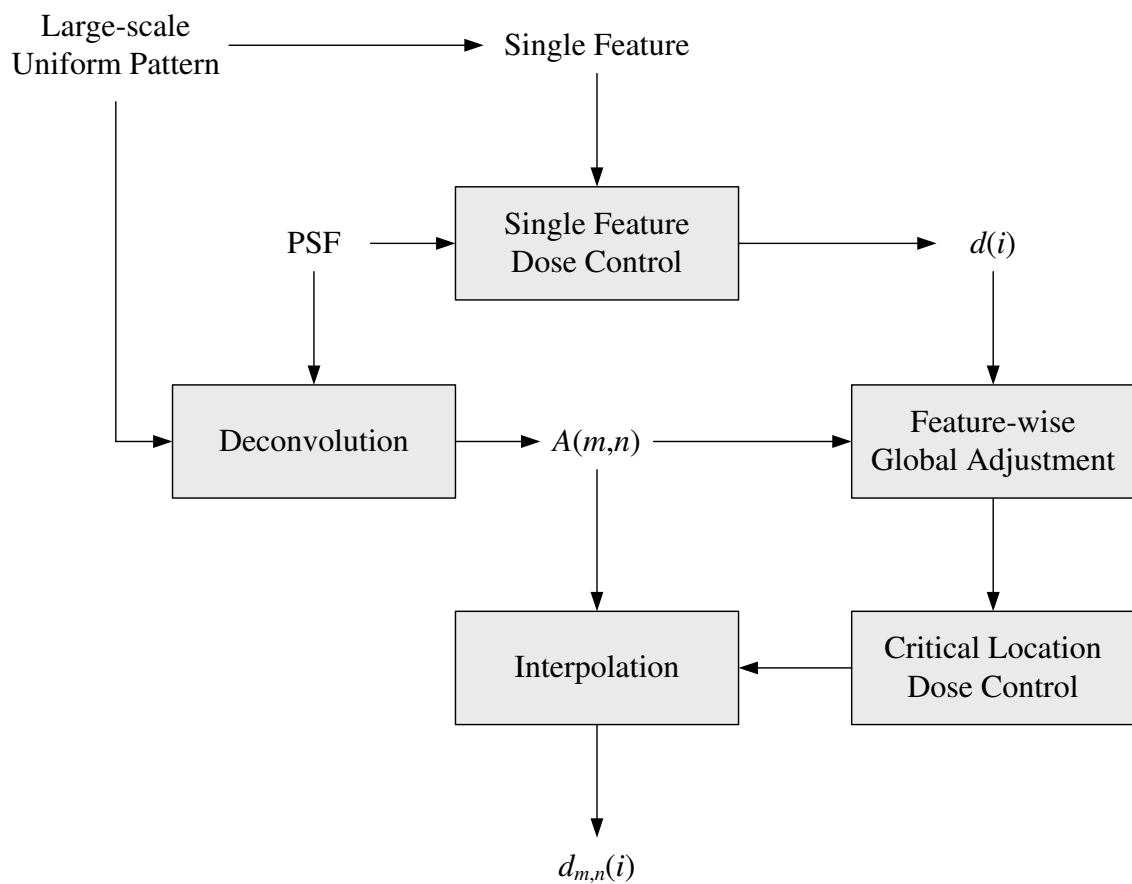 Large-scale
Uniform Pattern
Single Feature
Single Feature
Dose Control
PSF
d(i)
Deconvolution
A(m,n)
Feature-wise
Global Adjustment
Interpolation
Critical Location
Dose Control
d_{m,n}(i)